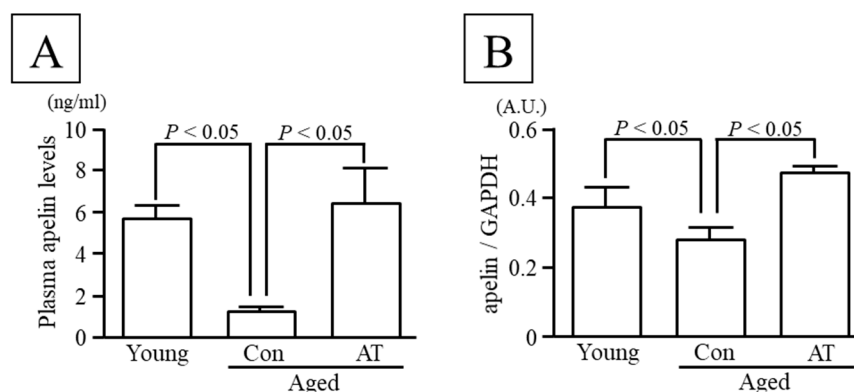 A
(ng/ml)
Plasma apelin levels
10
8
6
4
2
0
P < 0.05
P < 0.05
Young
Con
AT
Aged
B
(A.U.)
apelin / GAPDH
0.6
0.4
0.2
0
P < 0.05
P < 0.05
Young
Con
AT
Aged